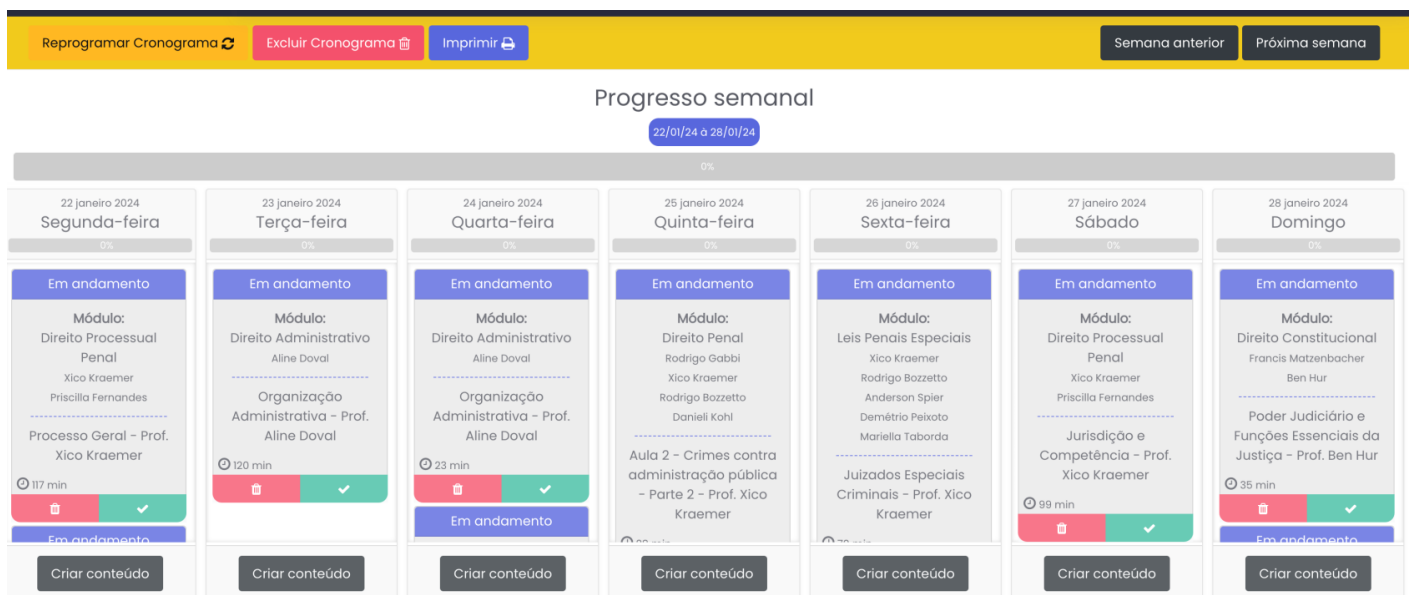 Reprogramar Cronograma
Excluir Cronograma
Imprimir
Semana anterior
Próxima semana
Progresso semanal
22/01/24 à 28/01/24
0%
22 janeiro 2024
Segunda-feira
0%
Em andamento
Módulo:
Direito Processual
Penal
Xico Kraemer
Priscilla Fernandes
Processo Geral - Prof.
Xico Kraemer
117 min
Em andamento
Criar conteúdo
23 janeiro 2024
Terça-feira
0%
Em andamento
Módulo:
Direito Administrativo
Aline Doval
Organização
Administrativa - Prof.
Aline Doval
120 min
Criar conteúdo
24 janeiro 2024
Quarta-feira
0%
Em andamento
Módulo:
Direito Administrativo
Aline Doval
Organização
Administrativa - Prof.
Aline Doval
23 min
Em andamento
Criar conteúdo
25 janeiro 2024
Quinta-feira
0%
Em andamento
Módulo:
Direito Penal
Rodrigo Gabbi
Xico Kraemer
Rodrigo Bozzetto
Danieli Kohl
Aula 2 - Crimes contra
administração pública
- Parte 2 - Prof. Xico
Kraemer
min
Criar conteúdo
26 janeiro 2024
Sexta-feira
0%
Em andamento
Módulo:
Leis Penais Especiais
Xico Kraemer
Rodrigo Bozzetto
Anderson Spier
Demétrio Peixoto
Mariella Taborda
Juizados Especiais
Criminais - Prof. Xico
Kraemer
min
Criar conteúdo
27 janeiro 2024
Sábado
0%
Em andamento
Módulo:
Direito Processual
Penal
Xico Kraemer
Priscilla Fernandes
Jurisdição e
Competência - Prof.
Xico Kraemer
99 min
Criar conteúdo
28 janeiro 2024
Domingo
0%
Em andamento
Módulo:
Direito Constitucional
Francis Matzenbacher
Ben Hur
Poder Judiciário e
Funções Essenciais da
Justiça - Prof. Ben Hur
35 min
Em andamento
Criar conteúdo